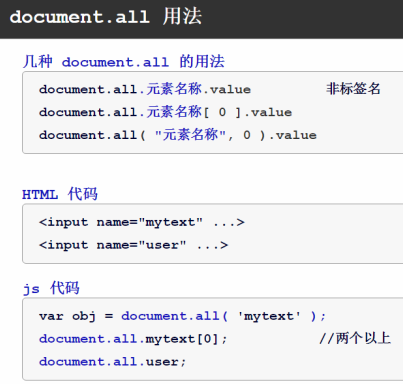 document.all 用法
几种 document.all 的用法
document.all.元素名称.value 非标签名
document.all.元素名称[ 0 ].value
document.all( "元素名称", 0 ).value
HTML 代码
<input name="mytext" ...>
<input name="user" ...>
js 代码
var obj = document.all( 'mytext' );
document.all.mytext[0]; //两个以上
document.all.user;